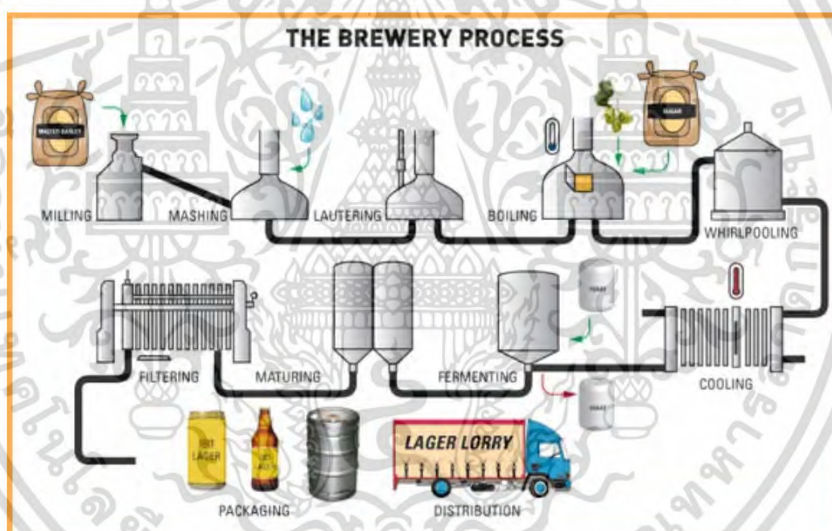 THE BREWERY PROCESS
MALTED BARLEY
SUGAR
MILLING
MASHING
LAUTERING
BOILING
WHIRLPOOLING
YEAST
FILTERING
MATURING
FERMENTING
COOLING
YEAST
LAGER
LAGER LORRY
PACKAGING
DISTRIBUTION